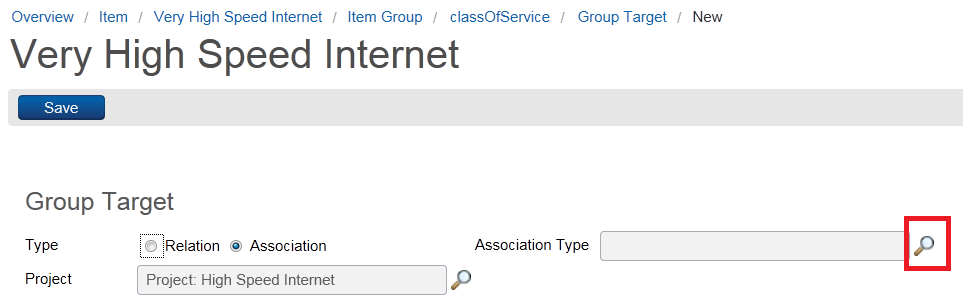 Overview / Item / Very High Speed Internet / Item Group / classOfService / Group Target / New
Very High Speed Internet
Save
Group Target
Type Relation Association Association Type
Project Project: High Speed Internet